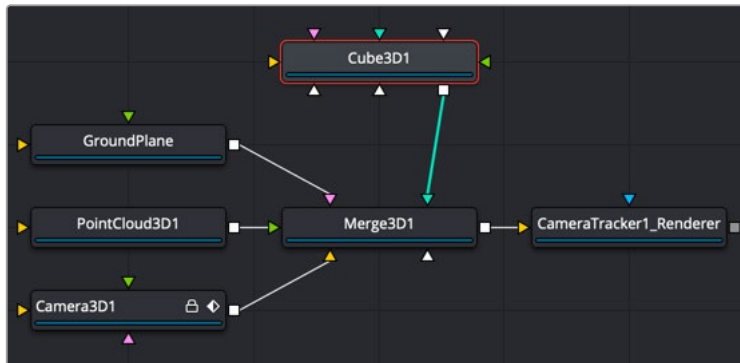 Cube3D1
GroundPlane
PointCloud3D1
Merge3D1
CameraTracker1_Renderer
Camera3D1